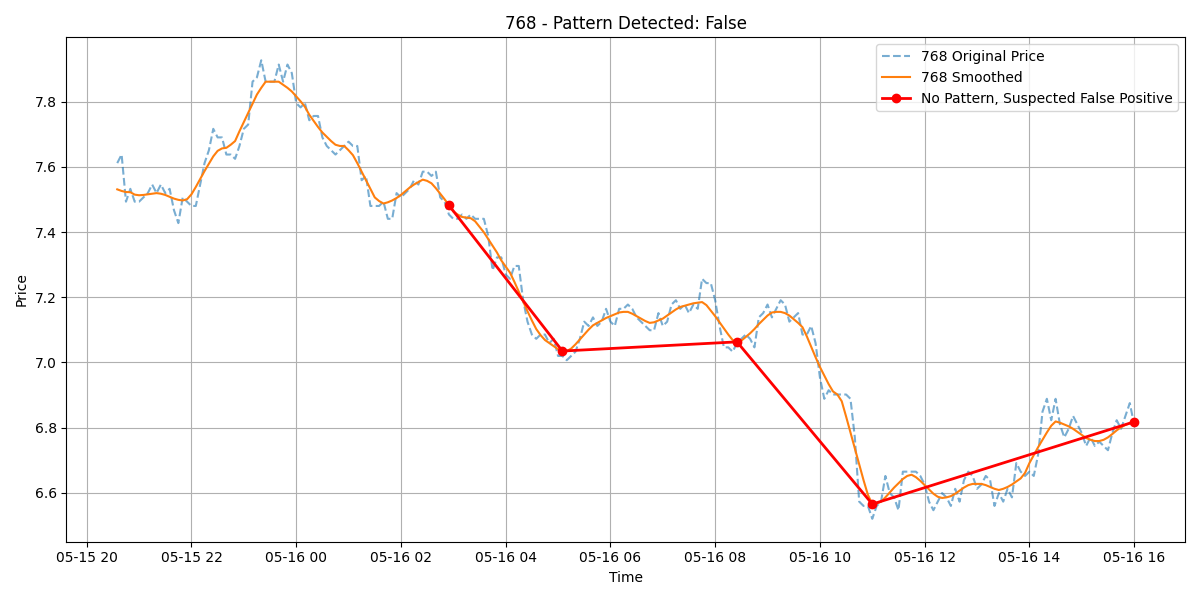 768 - Pattern Detected: False
768 Original Price
768 Smoothed
No Pattern, Suspected False Positive
Price
7.8
7.6
7.4
7.2
7.0
6.8
6.6
05-15 20 05-15 22 05-16 00 05-16 02 05-16 04 05-16 06 05-16 08 05-16 10 05-16 12 05-16 14 05-16 16
Time